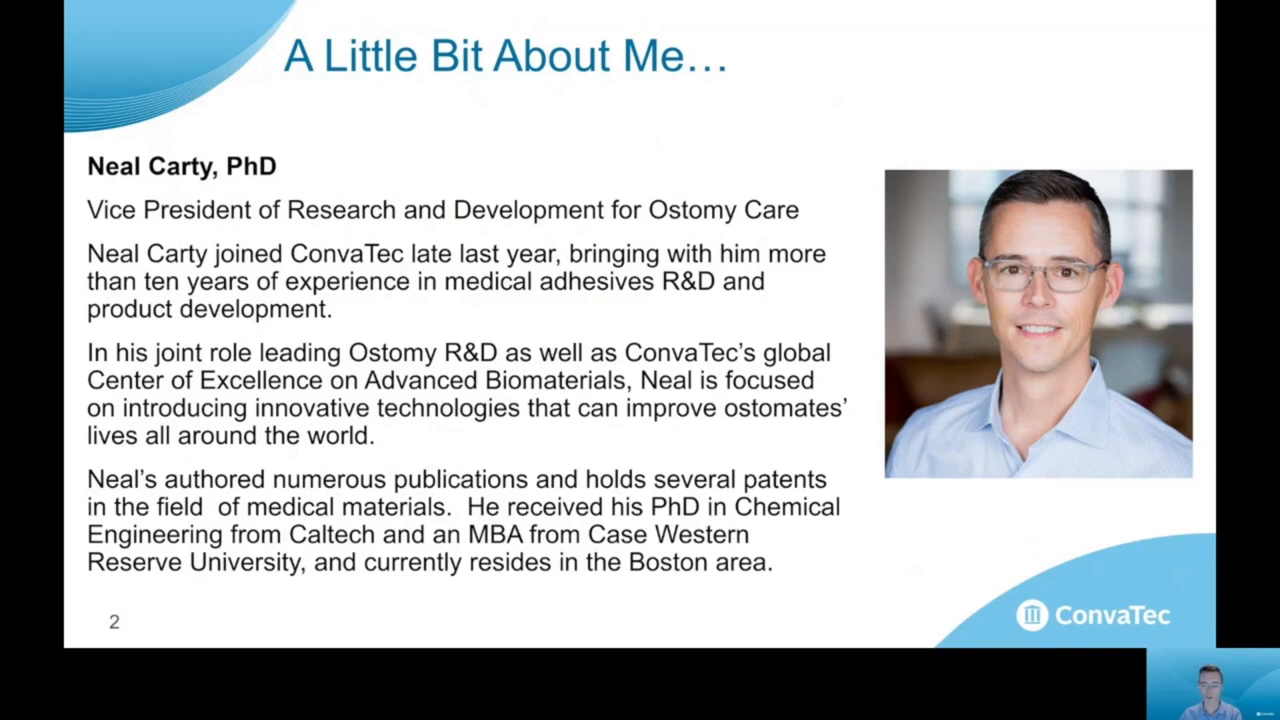 A Little Bit About Me…
Neal Carty, PhD
Vice President of Research and Development for Ostomy Care
Neal Carty joined ConvaTec late last year, bringing with him more
than ten years of experience in medical adhesives R&D and
product development.
In his joint role leading Ostomy R&D as well as ConvaTec’s global
Center of Excellence on Advanced Biomaterials, Neal is focused
on introducing innovative technologies that can improve ostomates’
lives all around the world.
Neal’s authored numerous publications and holds several patents
in the field  of medical materials.  He received his PhD in Chemical
Engineering from Caltech and an MBA from Case Western
Reserve University, and currently resides in the Boston area.
2
ConvaTec
ConvaTec